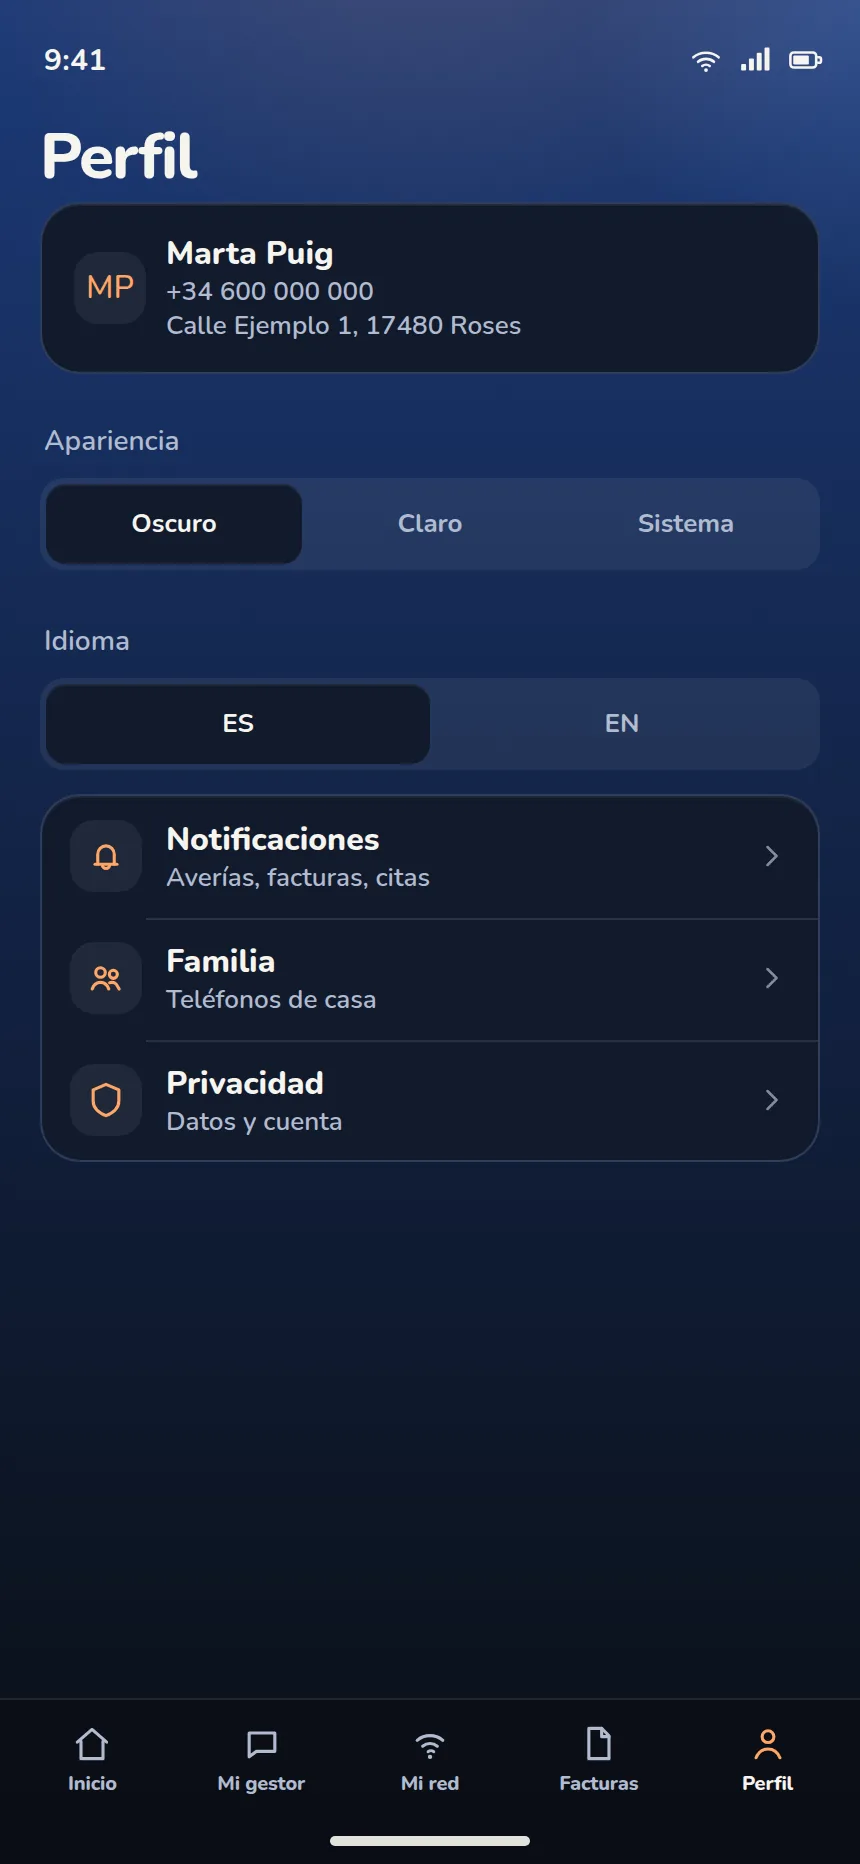 9:41
Perfil
MP
Marta Puig
+34 600 000 000
Calle Ejemplo 1, 17480 Roses
Apariencia
Oscuro
Claro
Sistema
Idioma
ES
EN
Notificaciones
Averías, facturas, citas
Familia
Teléfonos de casa
Privacidad
Datos y cuenta
Inicio
Mi gestor
Mi red
Facturas
Perfil